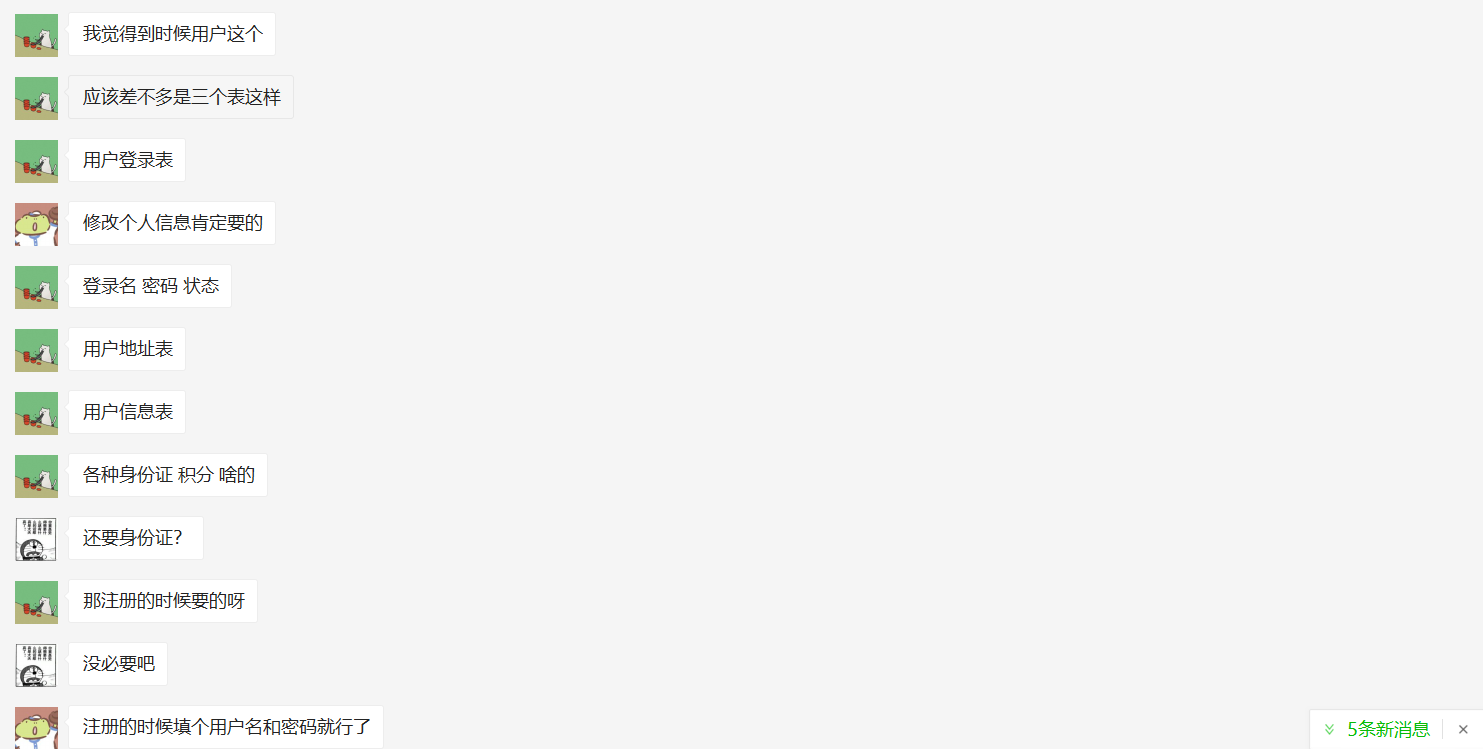 我觉得到时候用户这个
应该差不多是三个表这样
用户登录表
修改个人信息肯定要的
登录名 密码 状态
用户地址表
用户信息表
各种身份证 积分 啥的
还要身份证？
那注册的时候要的呀
没必要吧
注册的时候填个用户名和密码就行了
5条新消息